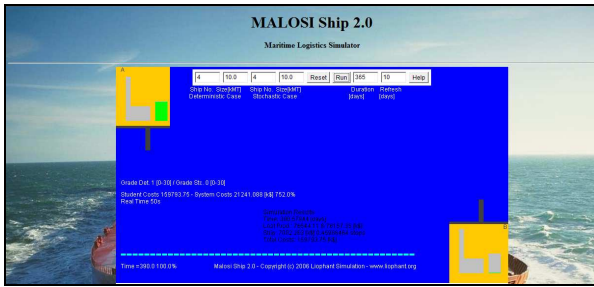 MALOSI Ship 2.0
Maritime Logistics Simulator
A
4 10.0 4 10.0 Reset Run 365 10 Help
Ship No. Size[kMT] Ship No. Size[kMT] Duration Refresh
Deterministic Case Stochastic Case [days] [days]
Grade Det. 1 [0-30] / Grade Sts. 0 [0-30]
Student Costs 159793.75 - System Costs 21241.088 [k$] 752.0%
Real Time 50s
B
Time =390.0 100.0% Malosi Ship 2.0 - Copyright (c) 2006 Liophant Simulation - www.liophant.org